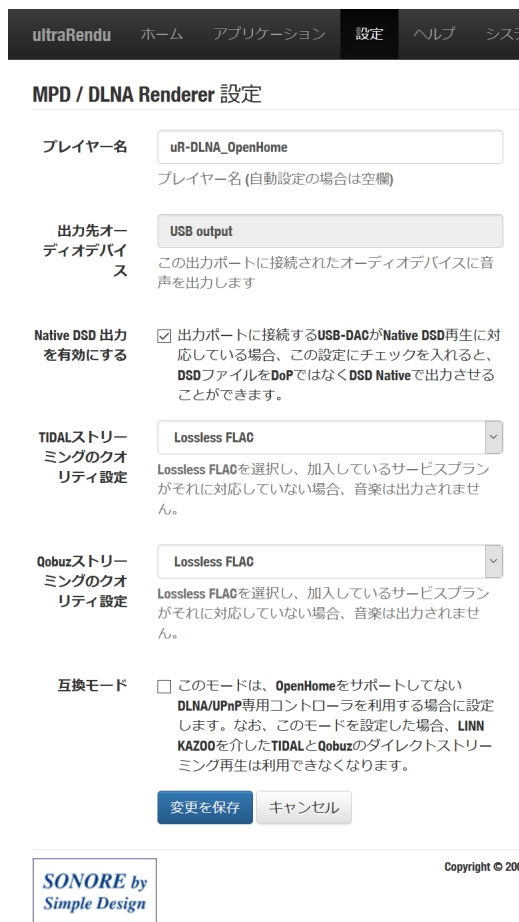 ultraRendu ホーム アプリケーション 設定 ヘルプ システ
MPD / DLNA Renderer 設定
プレイヤー名
uR-DLNA_OpenHome
プレイヤー名 (自動設定の場合は空欄)
出力先オー
ディオデバイ
ス
USB output
この出力ポートに接続されたオーディオデバイスに音
声を出力します
Native DSD 出力
を有効にする
出力ポートに接続するUSB-DACがNative DSD再生に対
応している場合、この設定にチェックを入れると、
DSDファイルをDoPではなくDSD Nativeで出力させる
ことができます。
TIDALストリー
ミングのクオ
リティ設定
Lossless FLAC
Lossless FLACを選択し、加入しているサービスプラン
がそれに対応していない場合、音楽は出力されませ
ん。
Qobuzストリー
ミングのクオ
リティ設定
Lossless FLAC
Lossless FLACを選択し、加入しているサービスプラン
がそれに対応していない場合、音楽は出力されませ
ん。
互換モード
このモードは、OpenHomeをサポートしてない
DLNA/UPnP専用コントローラを利用する場合に設定
します。なお、このモードを設定した場合、LINN
KAZOOを介したTIDALとQobuzのダイレクトストリー
ミング再生は利用できなくなります。
変更を保存 キャンセル
SONORE by
Simple Design
Copyright © 200